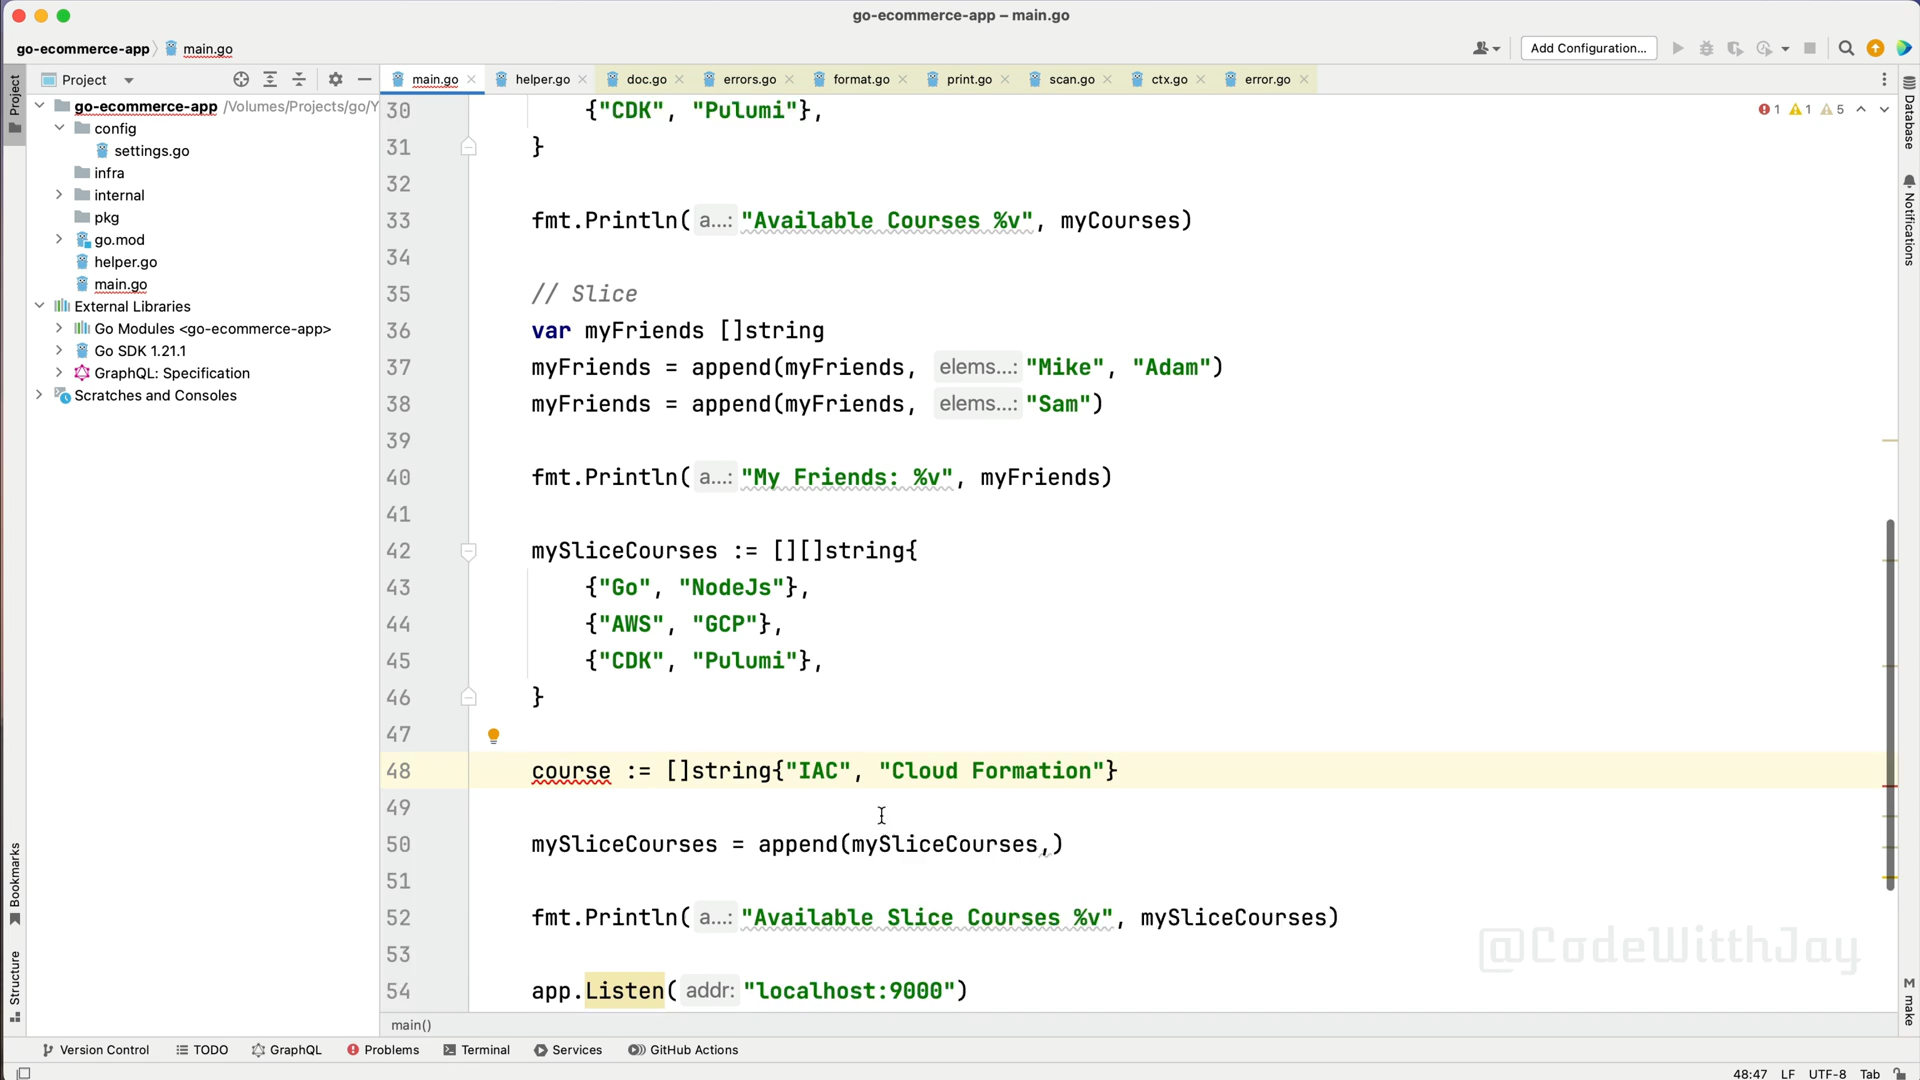 go-ecommerce-app – main.go
go-ecommerce-app main.go
Add Configuration...
Project
main.go
helper.go
doc.go
errors.go
format.go
print.go
scan.go
ctx.go
error.go
Project
go-ecommerce-app /Volumes/Projects/go/Y
config
settings.go
infra
internal
pkg
go.mod
helper.go
main.go
External Libraries
Go Modules <go-ecommerce-app>
Go SDK 1.21.1
GraphQL: Specification
Scratches and Consoles
Bookmarks
Structure
1 1 5
30 {"CDK", "Pulumi"},
31 }
32
33 fmt.Println( a...: "Available Courses %v", myCourses)
34
35 // Slice
36 var myFriends []string
37 myFriends = append(myFriends, elems...: "Mike", "Adam")
38 myFriends = append(myFriends, elems...: "Sam")
39
40 fmt.Println( a...: "My Friends: %v", myFriends)
41
42 mySliceCourses := [][]string{
43 {"Go", "NodeJs"},
44 {"AWS", "GCP"},
45 {"CDK", "Pulumi"},
46 }
47
48 course := []string{"IAC", "Cloud Formation"}
49
50 mySliceCourses = append(mySliceCourses,)
51
52 fmt.Println( a...: "Available Slice Courses %v", mySliceCourses)
53
54 app.Listen( addr: "localhost:9000")
@CodeWitthJay
main()
Database
Notifications
M make
Version Control
TODO
GraphQL
Problems
Terminal
Services
GitHub Actions
48:47 LF UTF-8 Tab